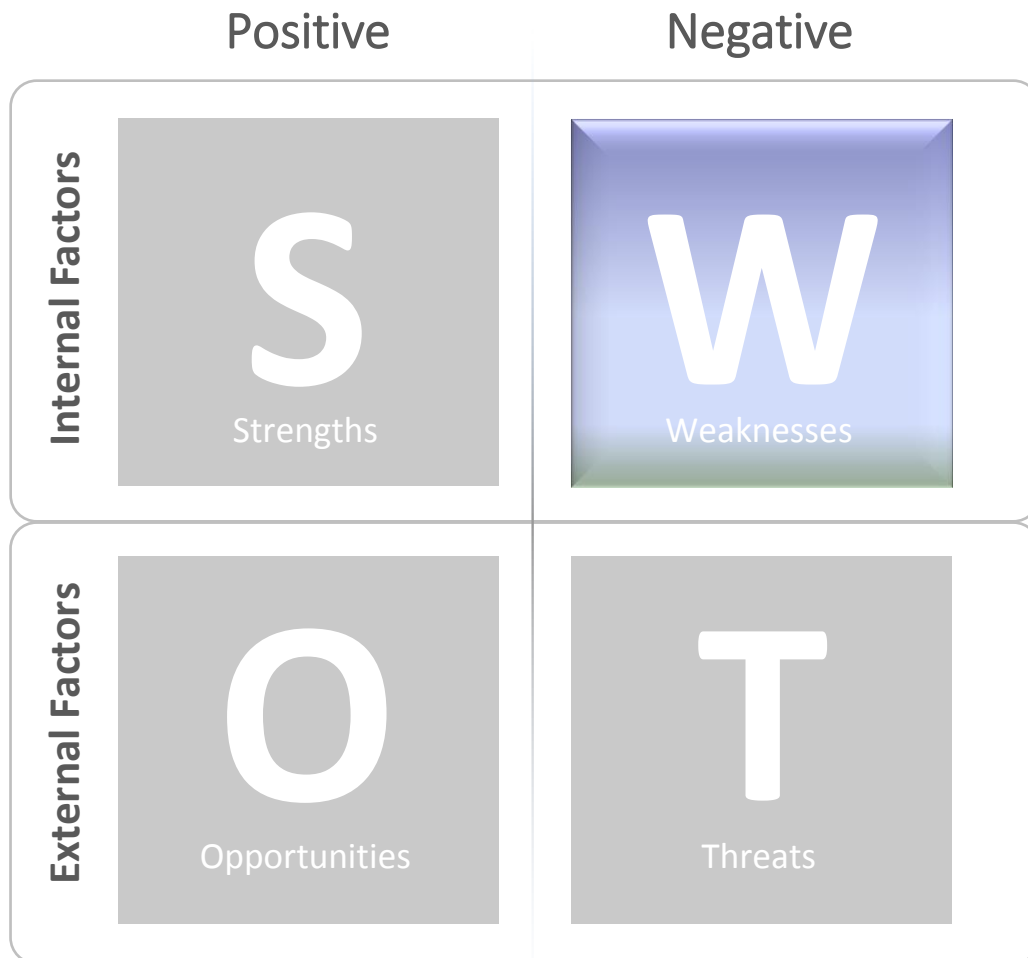 Positive
Negative
Internal Factors
S
Strengths
W
Weaknesses
External Factors
O
Opportunities
T
Threats